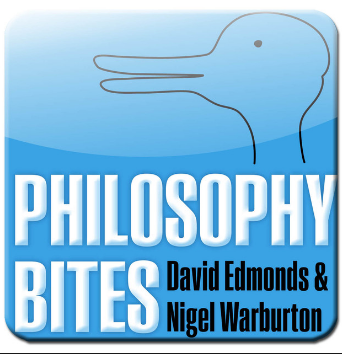 PHILOSOPHY
BITES
David Edmonds &
Nigel Warburton